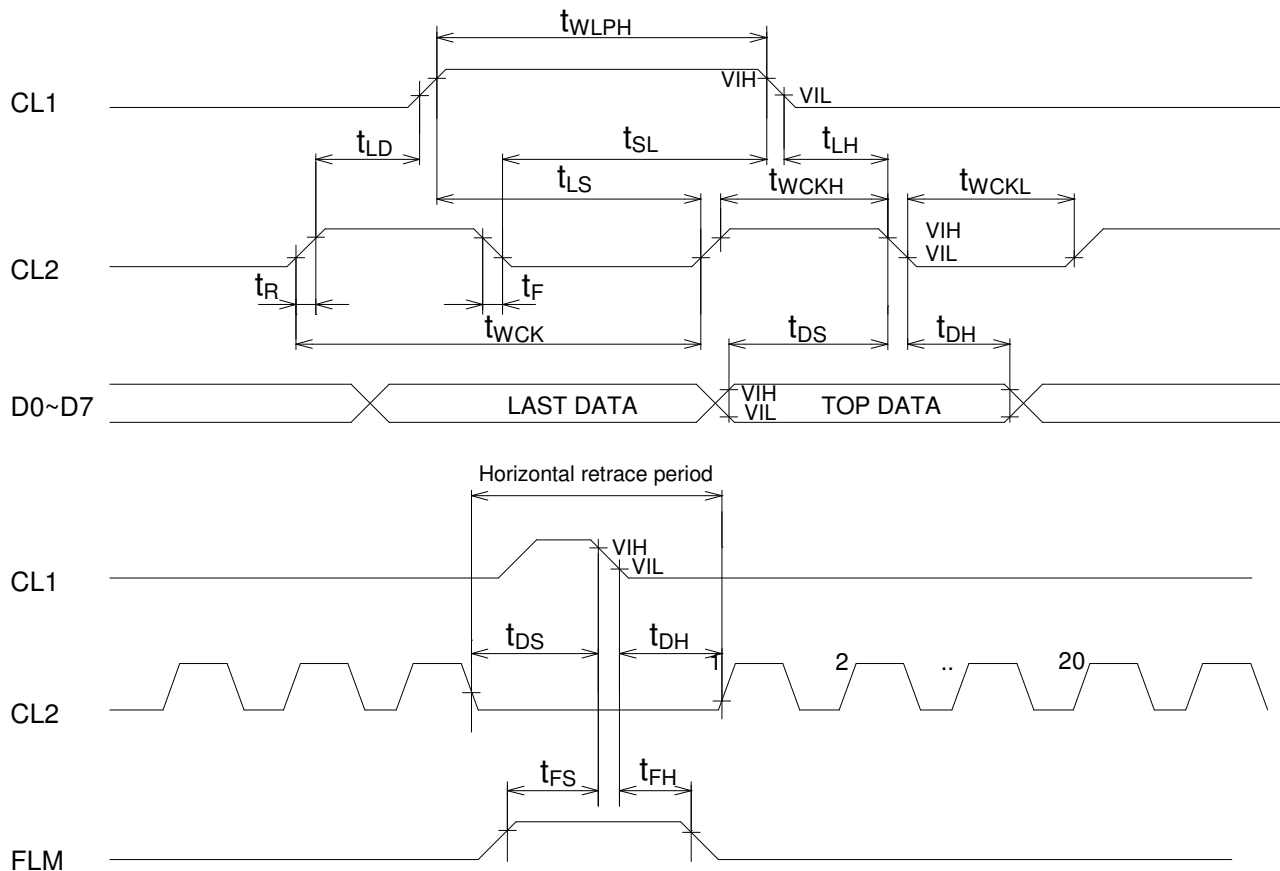 tWLPH
VIH
CL1
VIL
tLD
tSL
tLH
tLS
tWCKH
tWCKL
VIH
CL2
VIL
tR
tF
tWCK
tDS
tDH
D0~D7
LAST DATA
VIH
VIL
TOP DATA
Horizontal retrace period
VIH
CL1
VIL
tDS
tDH
1
2
..
20
CL2
tFS
tFH
FLM